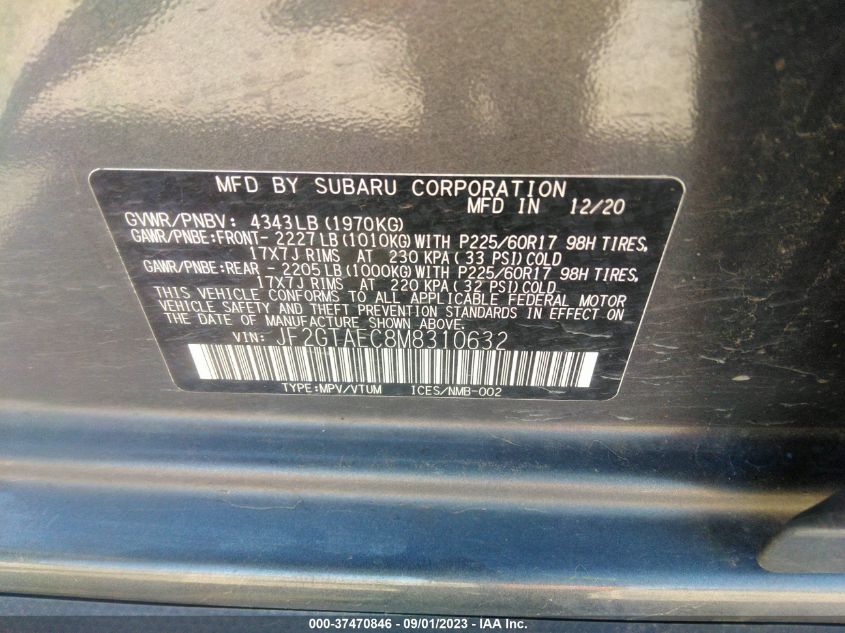 MFD BY SUBARU CORPORATION
MFD IN 12/20
GVWR/PNBV: 4343LB (1970KG)
GAWR/PNBE:FRONT- 2227LB (1010KG) WITH P225/60R17 98H TIRES,
17X7J RIMS AT 230 KPA (33 PSI) COLD
GAWR/PNBE:REAR - 2205LB (1000KG) WITH P225/60R17 98H TIRES,
17X7J RIMS AT 220 KPA (32 PSI) COLD
THIS VEHICLE CONFORMS TO ALL APPLICABLE FEDERAL MOTOR
VEHICLE SAFETY AND THEFT PREVENTION STANDARDS IN EFFECT ON
THE DATE OF MANUFACTURE SHOWN ABOVE.
VIN: JF2GTAEC8M8310632
TYPE:MPV/VTUM ICES/NMB-002
000-37470846 - 09/01/2023 - IAA Inc.